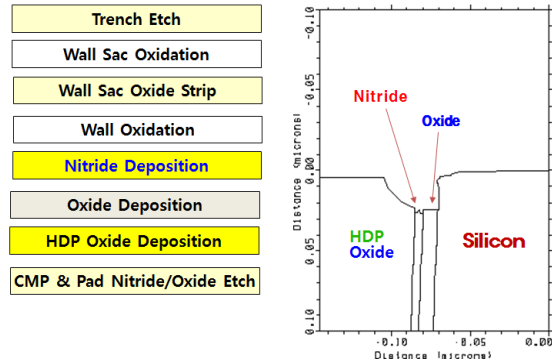 Trench Etch
Wall Sac Oxidation
Wall Sac Oxide Strip
Wall Oxidation
Nitride Deposition
Oxide Deposition
HDP Oxide Deposition
CMP & Pad Nitride/Oxide Etch
-0.10
-0.05
0.00
0.05
0.10
Distance (microns)
Nitride
Oxide
HDP
Oxide
Silicon
-0.10
-0.05
0.00
Distance (microns)